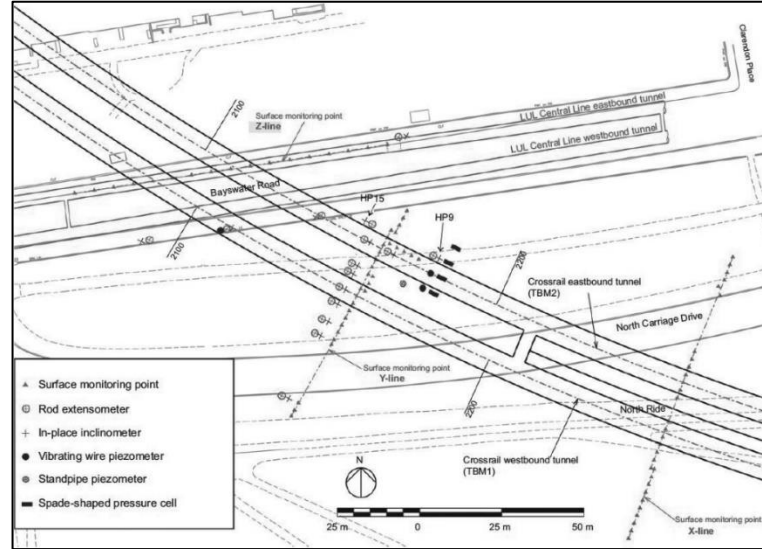 Clarendon Place
LUL Central Line eastbound tunnel
LUL Central Line westbound tunnel
Surface monitoring point
Z-line
2100
Bayswater Road
2100
HP15
HP9
2200
Crossrail eastbound tunnel
(TBM2)
North Carriage Drive
Surface monitoring point
Y-line
2200
North Ride
Crossrail westbound tunnel
(TBM1)
Surface monitoring point
X-line
Surface monitoring point
Rod extensometer
In-place inclinometer
Vibrating wire piezometer
Standpipe piezometer
Spade-shaped pressure cell
N
25 m 0 25 m 50 m